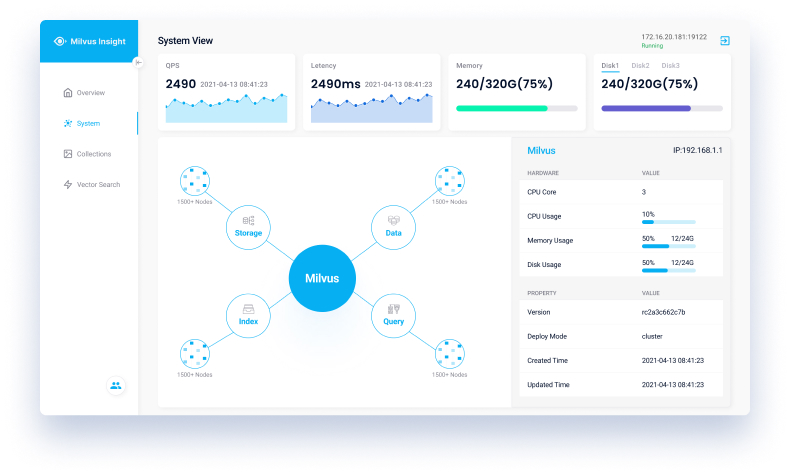 Milvus Insight
Overview
System
Collections
Vector Search
System View
172.16.20.181:19122
Running
QPS
2490 2021-04-13 08:41:23
Latency
2490ms 2021-04-13 08:41:23
Memory
240/320G(75%)
Disk1 Disk2 Disk3
240/320G(75%)
1500+ Nodes
1500+ Nodes
Storage
Data
Milvus
Index
Query
1500+ Nodes
1500+ Nodes
Milvus IP:192.168.1.1
HARDWARE VALUE
CPU Core 3
CPU Usage 10%
Memory Usage 50% 12/24G
Disk Usage 50% 12/24G
PROPERTY VALUE
Version rc2a3c662c7b
Deploy Mode cluster
Created Time 2021-04-13 08:41:23
Updated Time 2021-04-13 08:41:23